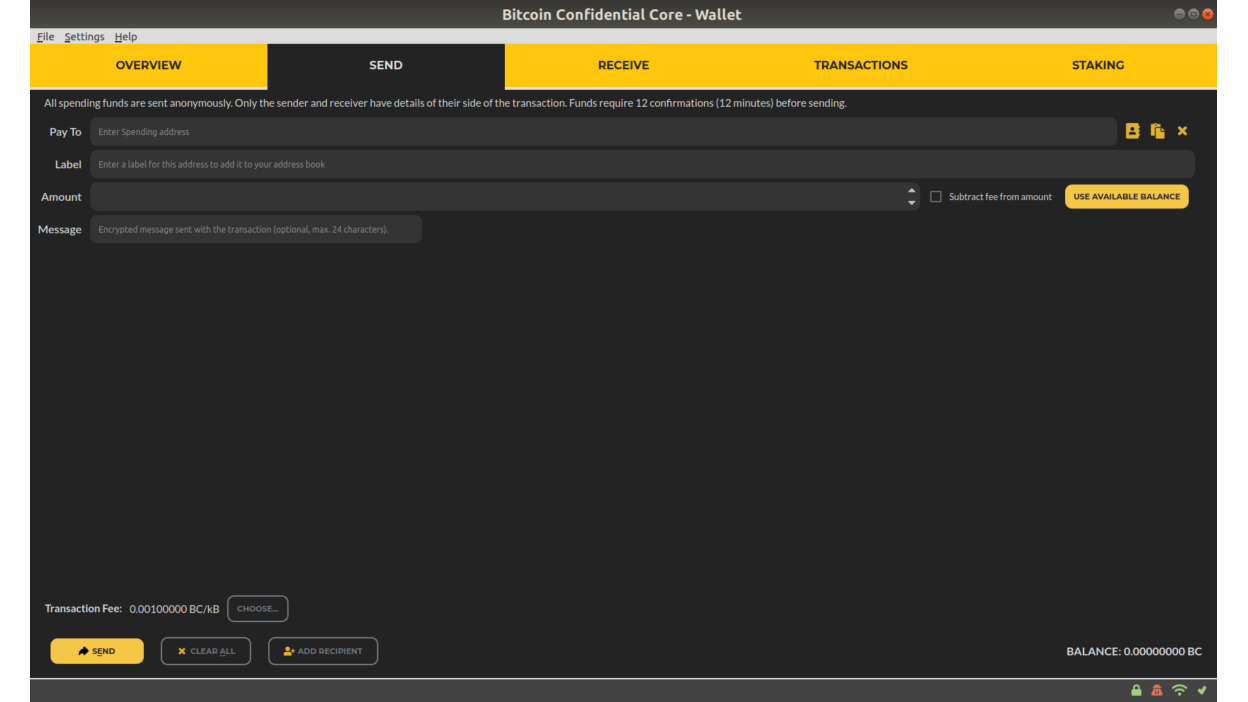 Bitcoin Confidential Core - Wallet
File Settings Help
OVERVIEW SEND RECEIVE TRANSACTIONS STAKING
All spending funds are sent anonymously. Only the sender and receiver have details of their side of the transaction. Funds require 12 confirmations (12 minutes) before sending.
Pay To Enter Spending address
Label Enter a label for this address to add it to your address book
Amount Subtract fee from amount USE AVAILABLE BALANCE
Message Encrypted message sent with the transaction (optional, max. 24 characters).
Transaction Fee: 0.00100000 BC/kB CHOOSE...
SEND CLEAR ALL ADD RECIPIENT BALANCE: 0.00000000 BC